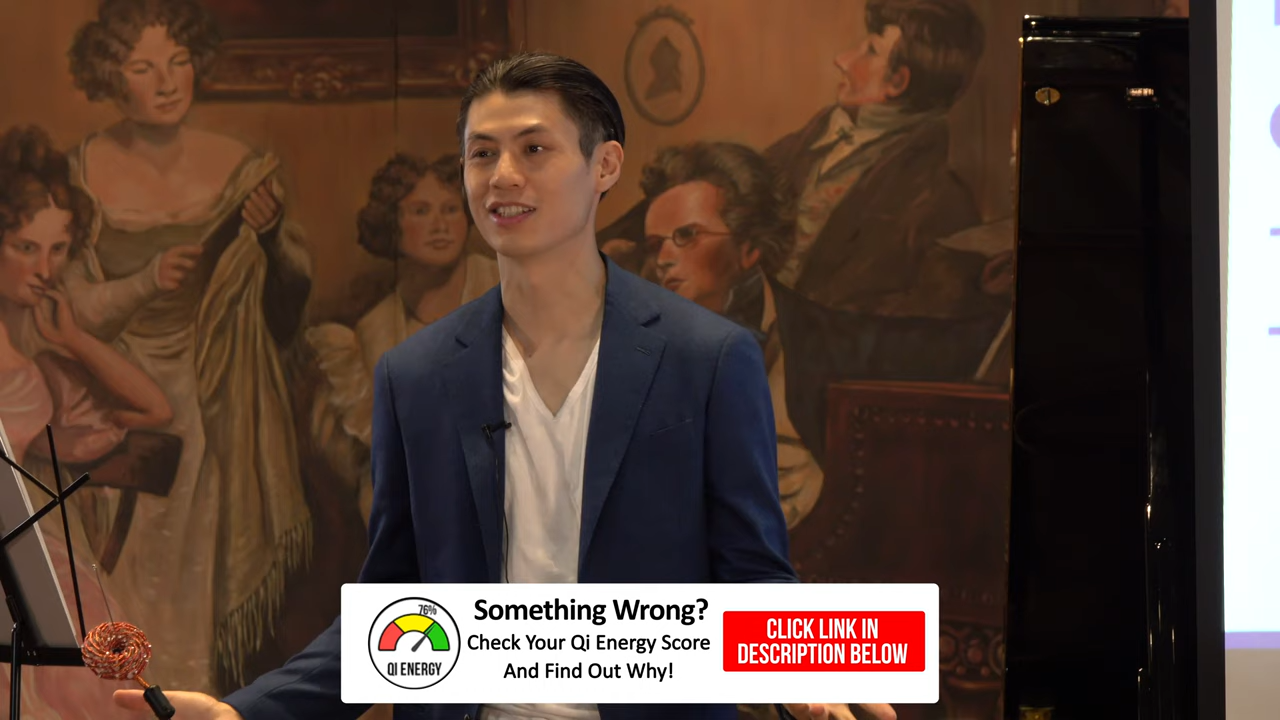 76%
QI ENERGY
Something Wrong?
Check Your Qi Energy Score
And Find Out Why!
CLICK LINK IN
DESCRIPTION BELOW